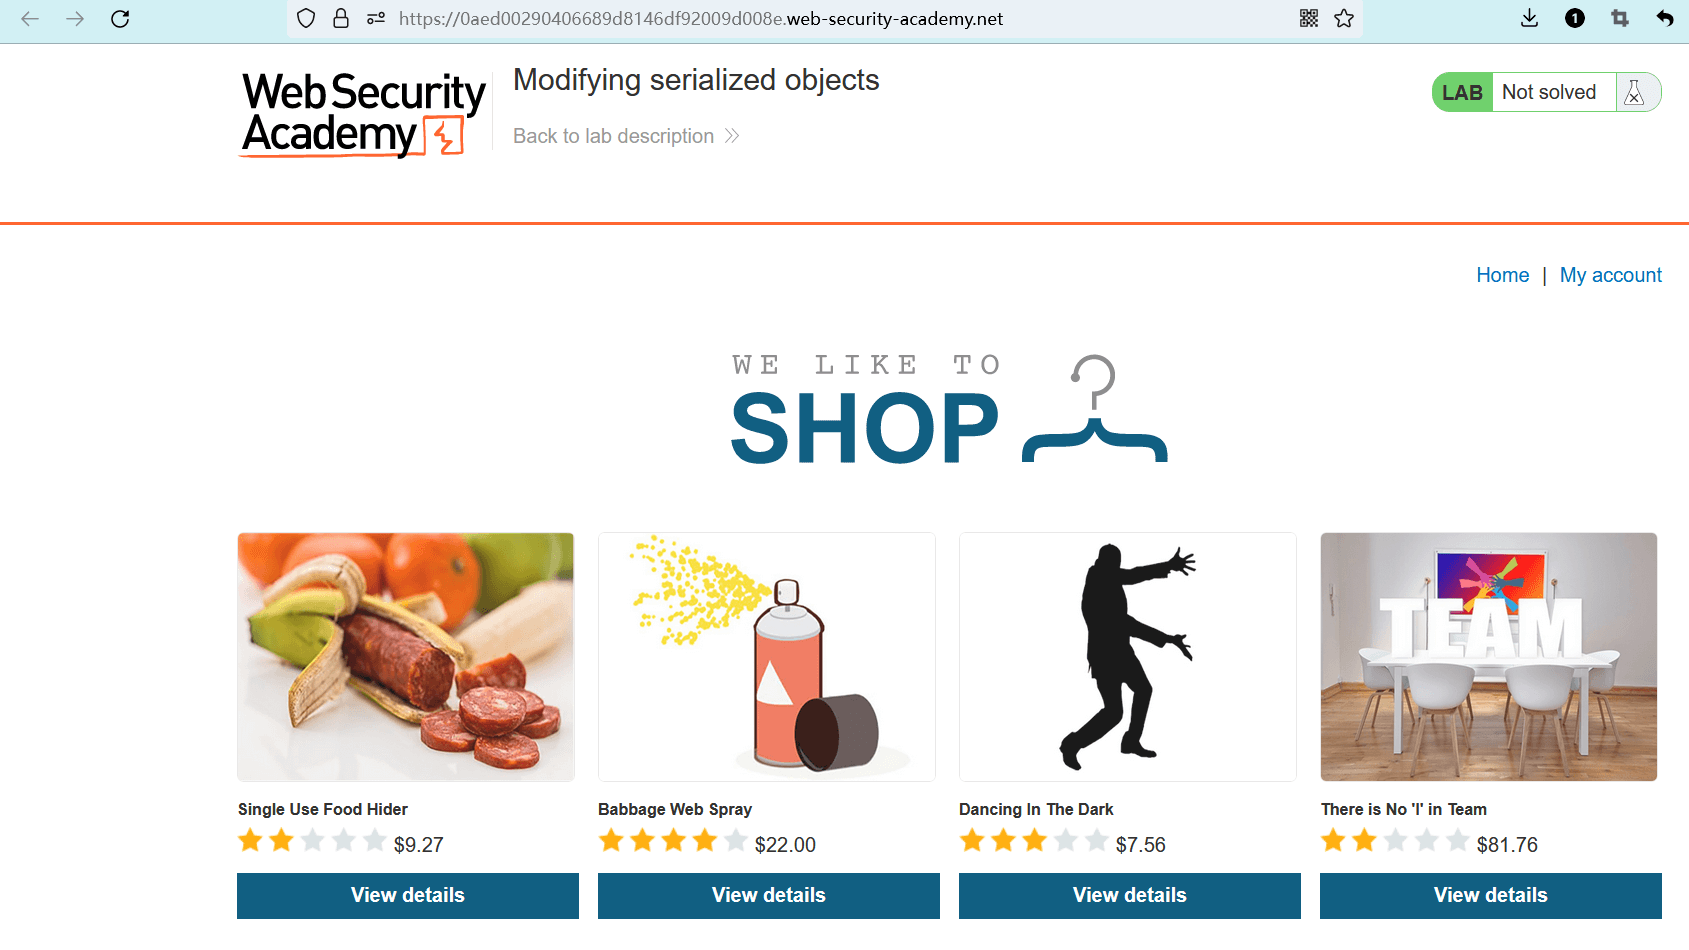 https://0aed00290406689d8146df92009d008e.web-security-academy.net
1
Web Security
Academy
Modifying serialized objects
Back to lab description
LAB Not solved
Home | My account
WE LIKE TO
SHOP
TEAM
Single Use Food Hider
$9.27
View details
Babbage Web Spray
$22.00
View details
Dancing In The Dark
$7.56
View details
There is No 'I' in Team
$81.76
View details